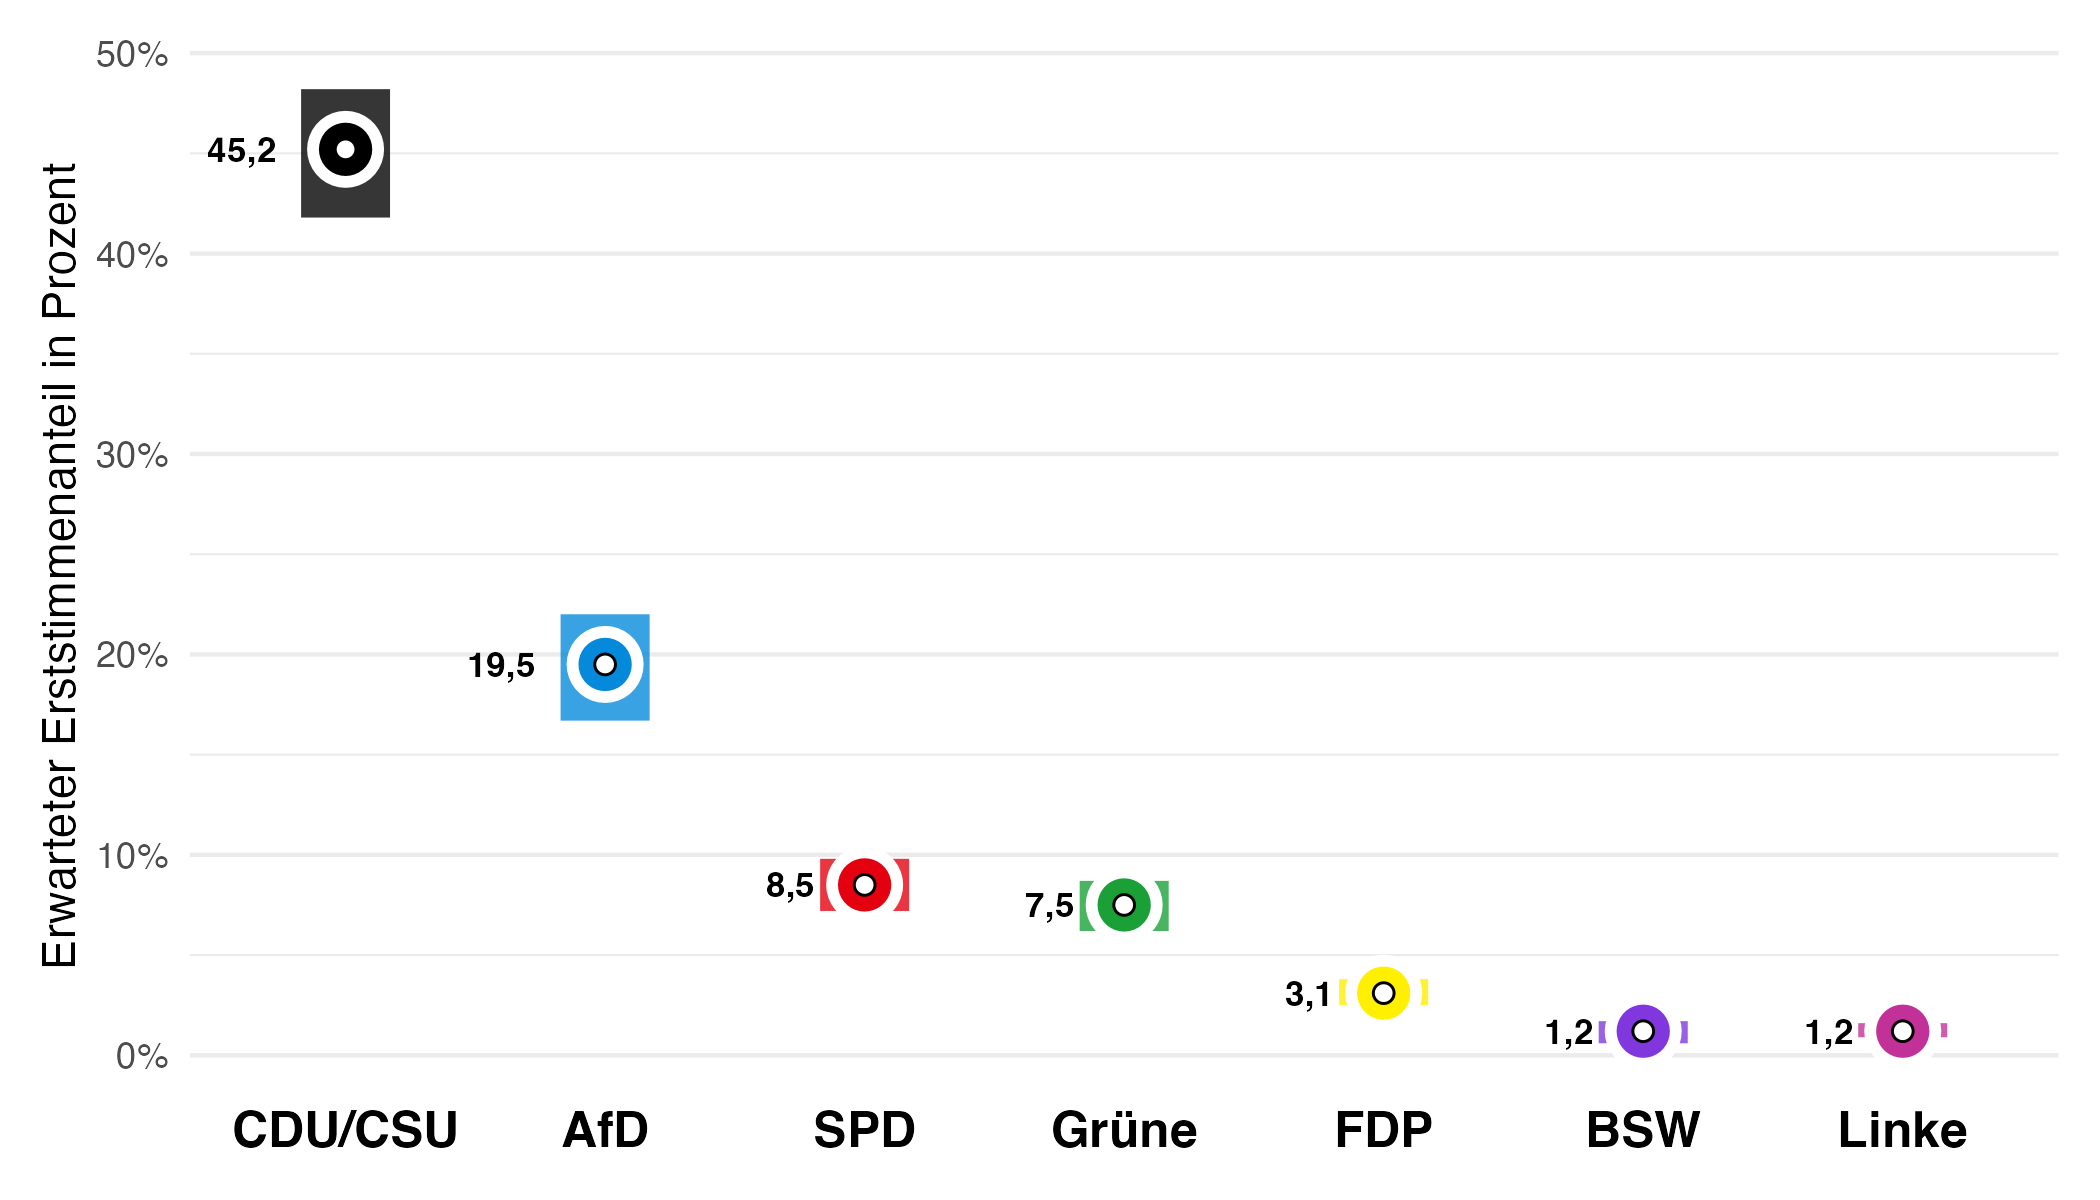 Erwarteter Erststimmenanteil in Prozent
50%
40%
30%
20%
10%
0%
45,2
19,5
8,5
7,5
3,1
1,2
1,2
CDU/CSU
AfD
SPD
Grüne
FDP
BSW
Linke